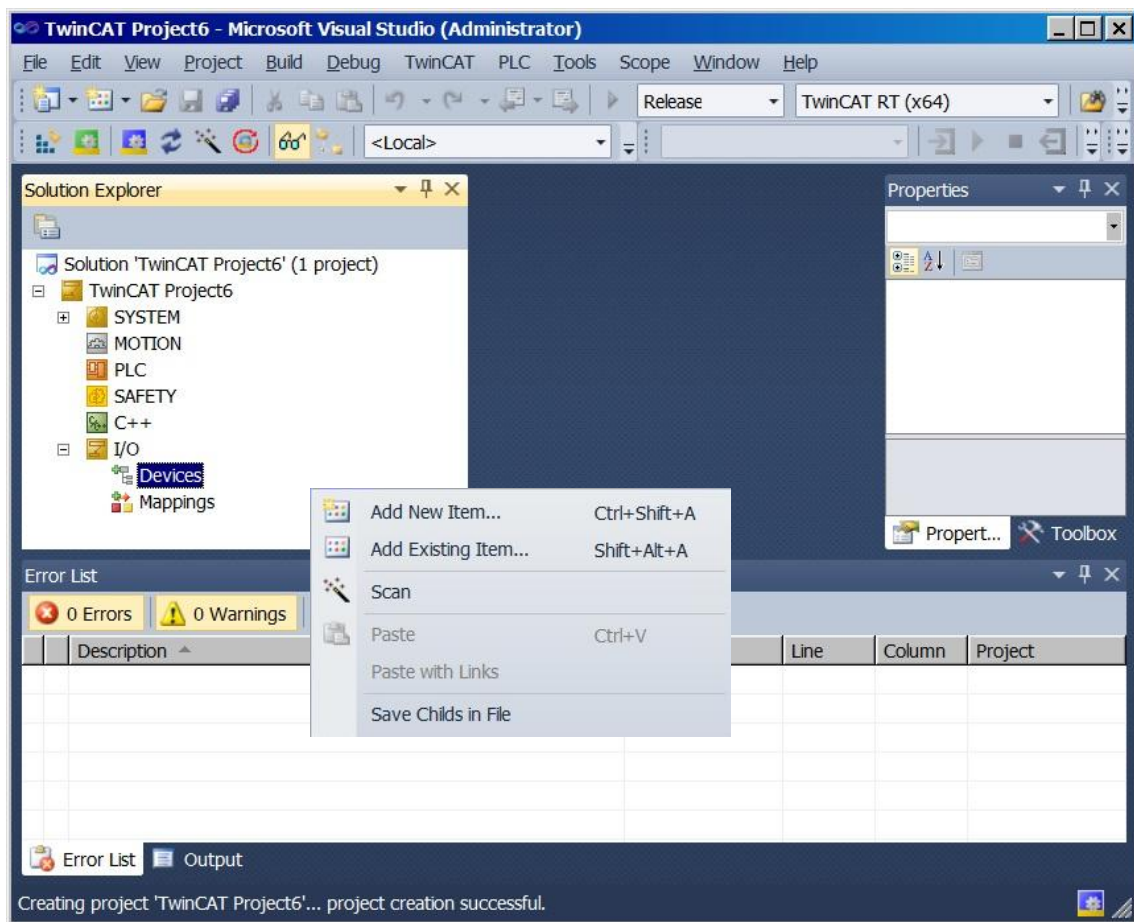 TwinCAT Project6 - Microsoft Visual Studio (Administrator)
File Edit View Project Build Debug TwinCAT PLC Tools Scope Window Help
Release TwinCAT RT (x64)
<Local>
Solution Explorer
Properties
Solution 'TwinCAT Project6' (1 project)
TwinCAT Project6
SYSTEM
MOTION
PLC
SAFETY
C++
I/O
Devices
Mappings
Add New Item... Ctrl+Shift+A
Add Existing Item... Shift+Alt+A
Scan
Paste Ctrl+V
Paste with Links
Save Childs in File
Propert... Toolbox
Error List
0 Errors 0 Warnings
Description Line Column Project
Error List Output
Creating project 'TwinCAT Project6'... project creation successful.